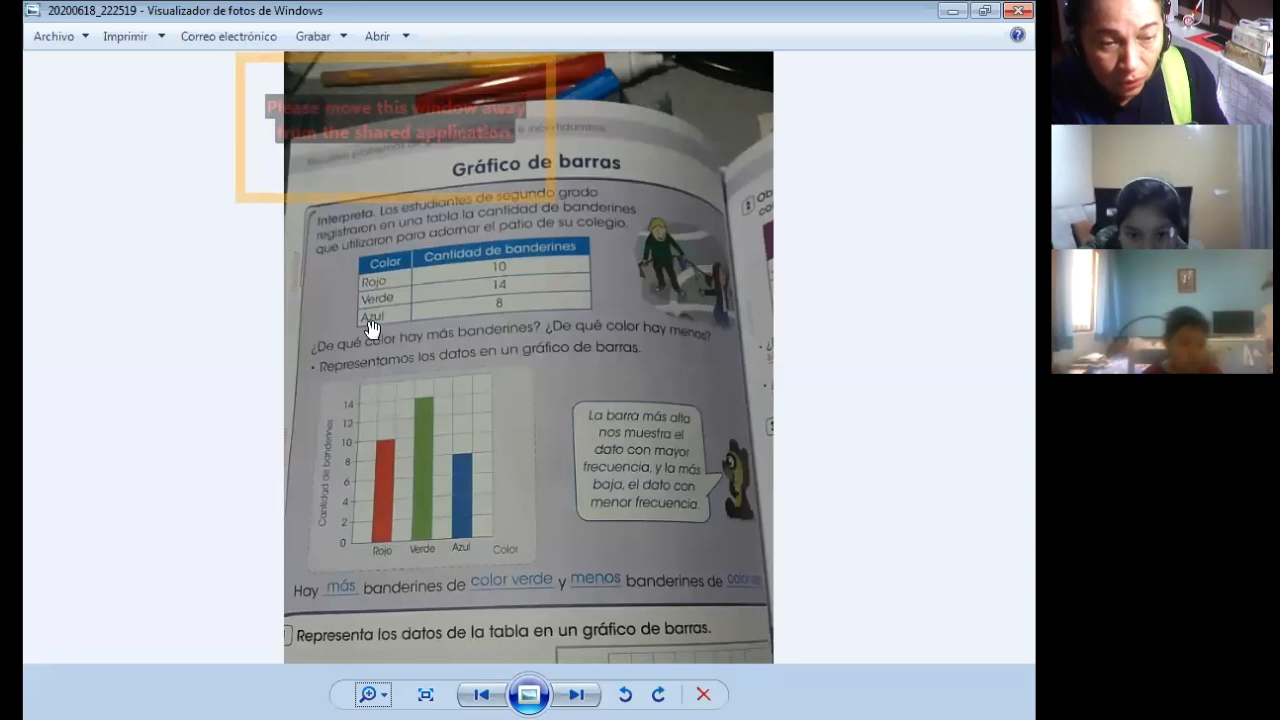 20200618_222519 - Visualizador de fotos de Windows
Archivo Imprimir Correo electrónico Grabar Abrir
Please move this window away
from the shared application.
e incertidumbre
Gráfico de barras
Interpreta. Los estudiantes de segundo grado
registraron en una tabla la cantidad de banderines
que utilizaron para adornar el patio de su colegio.
Color Cantidad de banderines
Rojo 10
Verde 14
Azul 8
¿De qué color hay más banderines? ¿De qué color hay menos?
• Representamos los datos en un gráfico de barras.
Cantidad de banderines
14
12
10
8
6
4
2
0
Rojo Verde Azul Color
La barra más alta
nos muestra el
dato con mayor
frecuencia, y la más
baja, el dato con
menor frecuencia.
Hay más banderines de color verde y menos banderines de color
Representa los datos de la tabla en un gráfico de barras.
2